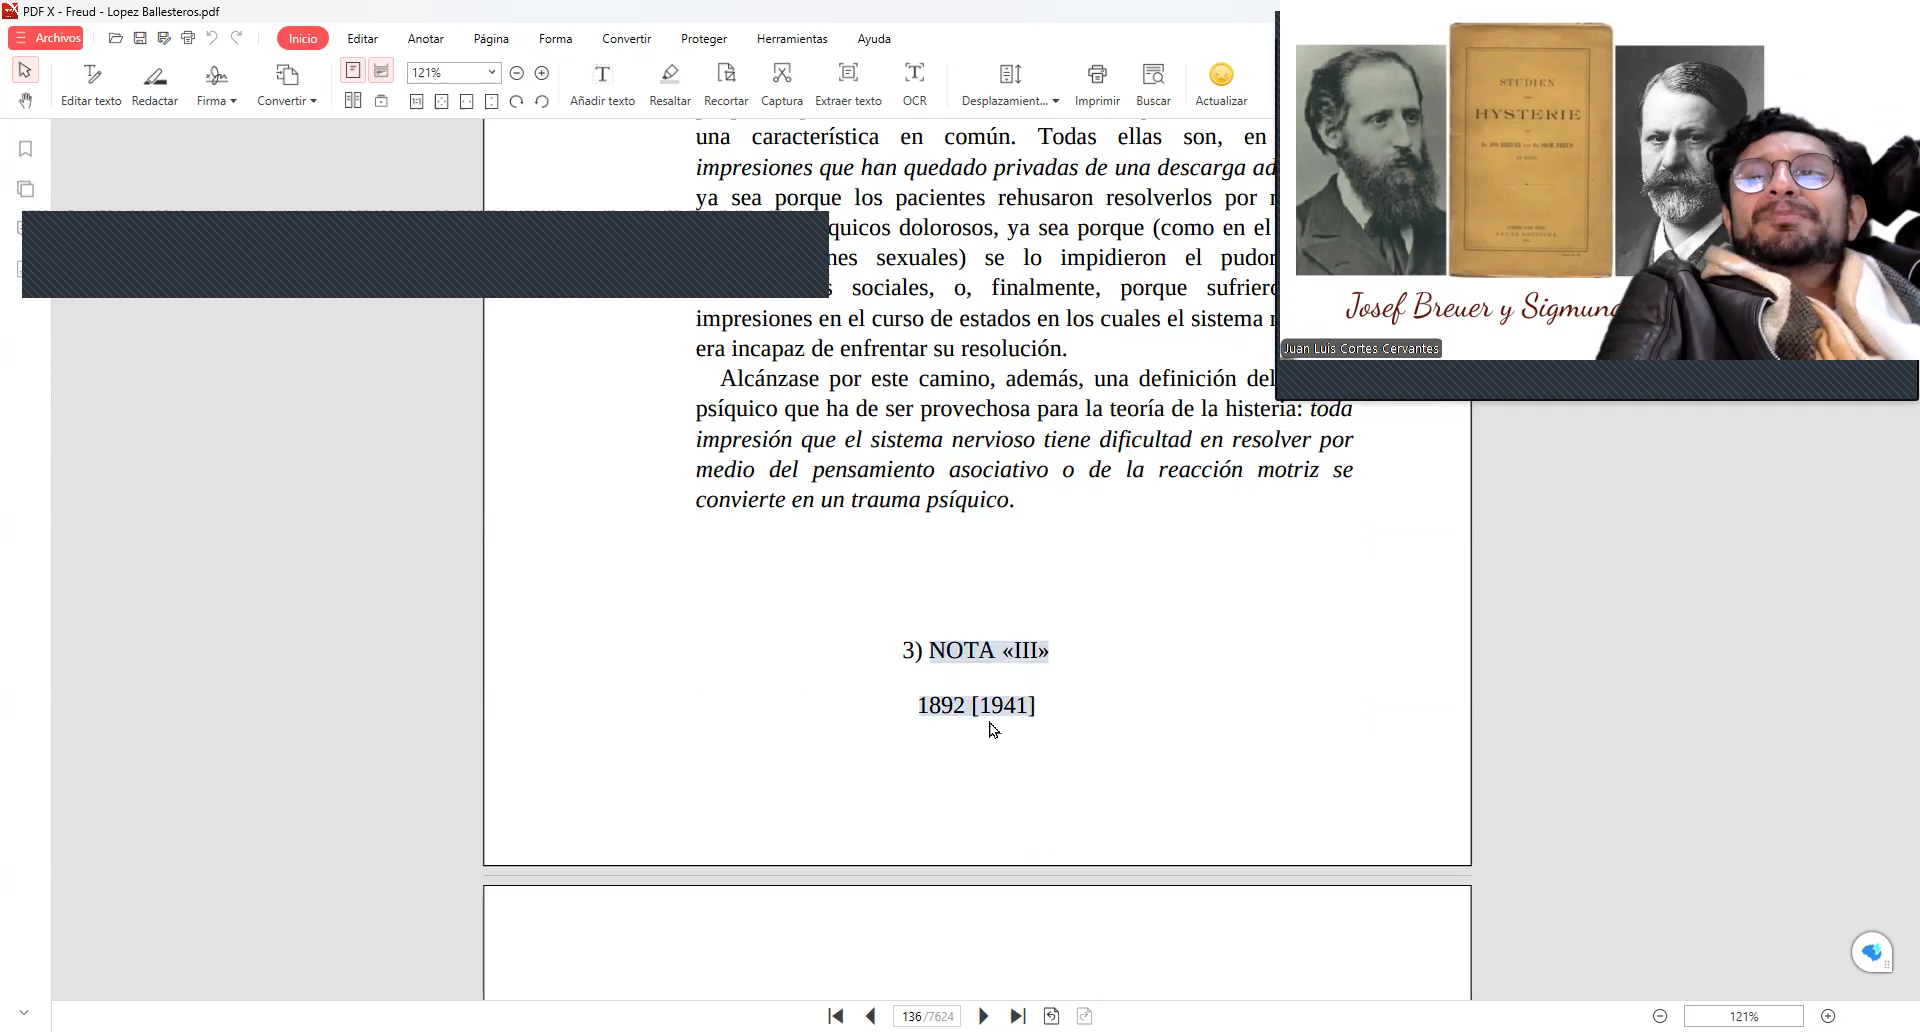 PDF X - Freud - Lopez Ballesteros.pdf
Archivos
Inicio
Editar
Anotar
Página
Forma
Convertir
Proteger
Herramientas
Ayuda
121%
Editar texto
Redactar
Firma
Convertir
Añadir texto
Resaltar
Recortar
Captura
Extraer texto
OCR
Desplazamient...
Imprimir
Buscar
Actualizar
una característica en común. Todas ellas son, en
impresiones que han quedado privadas de una descarga ad
ya sea porque los pacientes rehusaron resolverlos por
quicos dolorosos, ya sea porque (como en el
nes sexuales) se lo impidieron el pudor
sociales, o, finalmente, porque sufrier
impresiones en el curso de estados en los cuales el sistema
era incapaz de enfrentar su resolución.
Alcánzase por este camino, además, una definición del
psíquico que ha de ser provechosa para la teoría de la histeria: toda
impresión que el sistema nervioso tiene dificultad en resolver por
medio del pensamiento asociativo o de la reacción motriz se
convierte en un trauma psíquico.
3) NOTA «III»
1892 [1941]
STUDIEN
HYSTERIE
Josef Breuer y Sigmun
Juan Luis Cortes Cervantes
136 /7624
121%